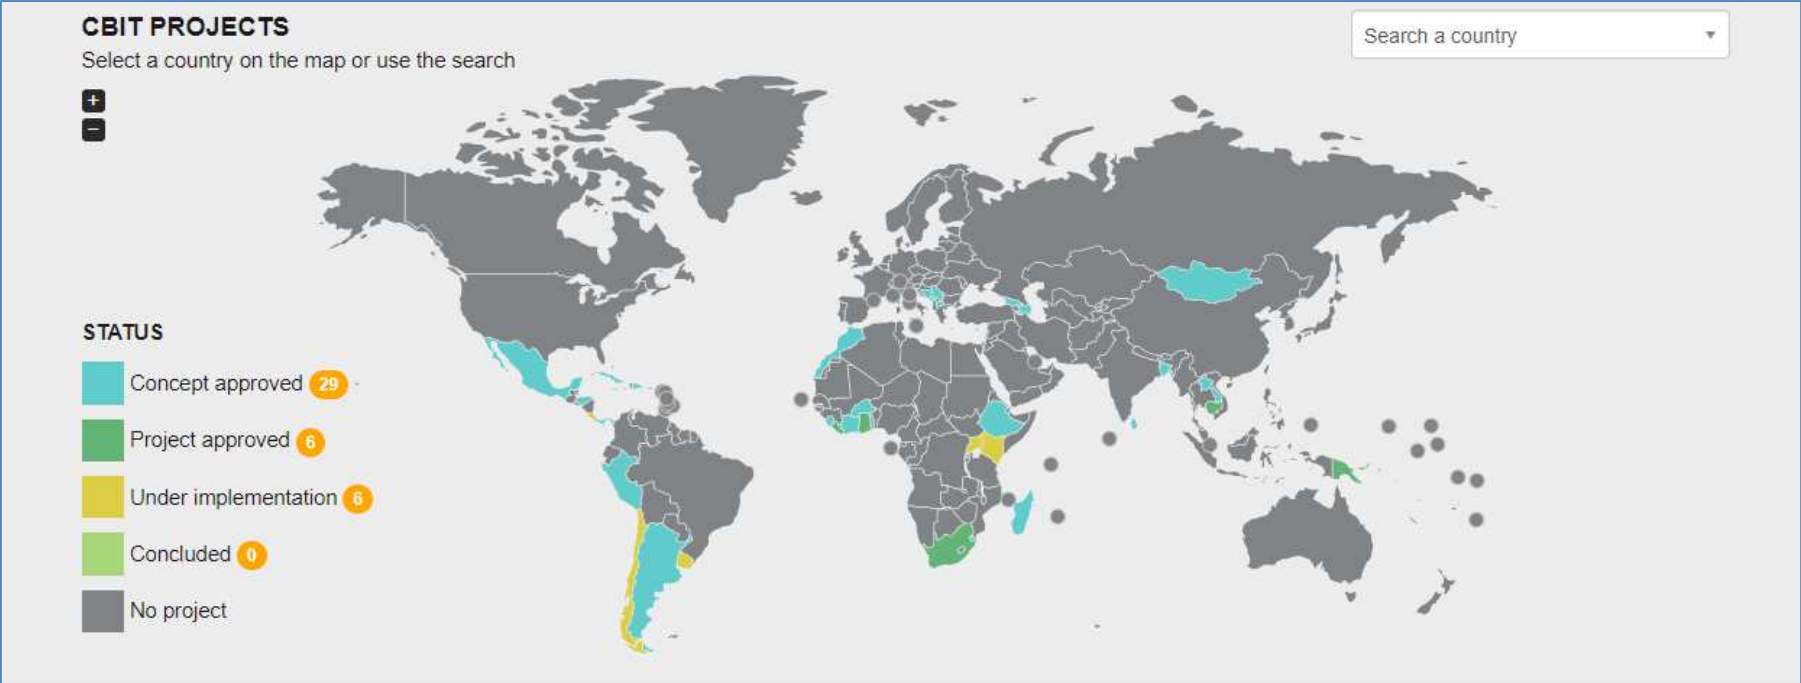 CBIT PROJECTS
Select a country on the map or use the search
Search a country
+
−
STATUS
Concept approved 29
Project approved 6
Under implementation 6
Concluded 0
No project